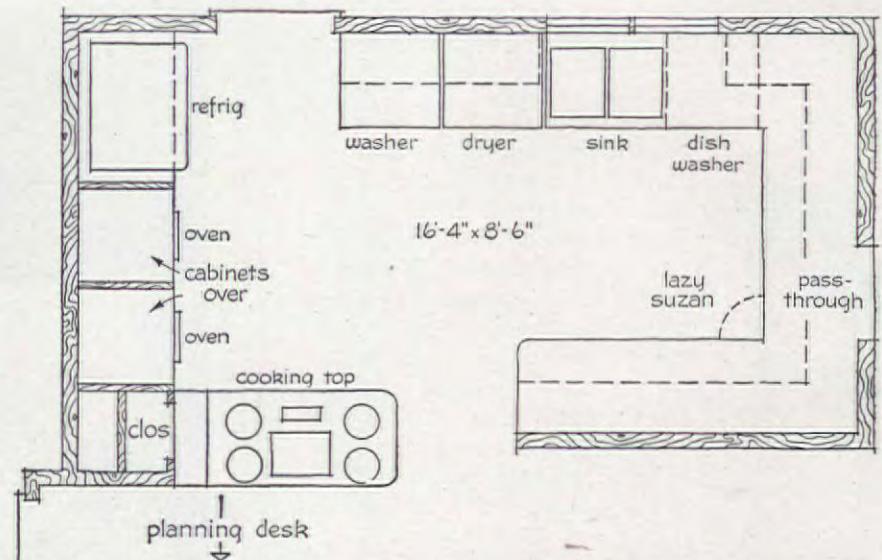 refrig
washer
dryer
sink
dish
washer
oven
16'-4" x 8'-6"
cabinets
over
lazy
suzan
pass-
through
oven
cooking top
clos
planning desk